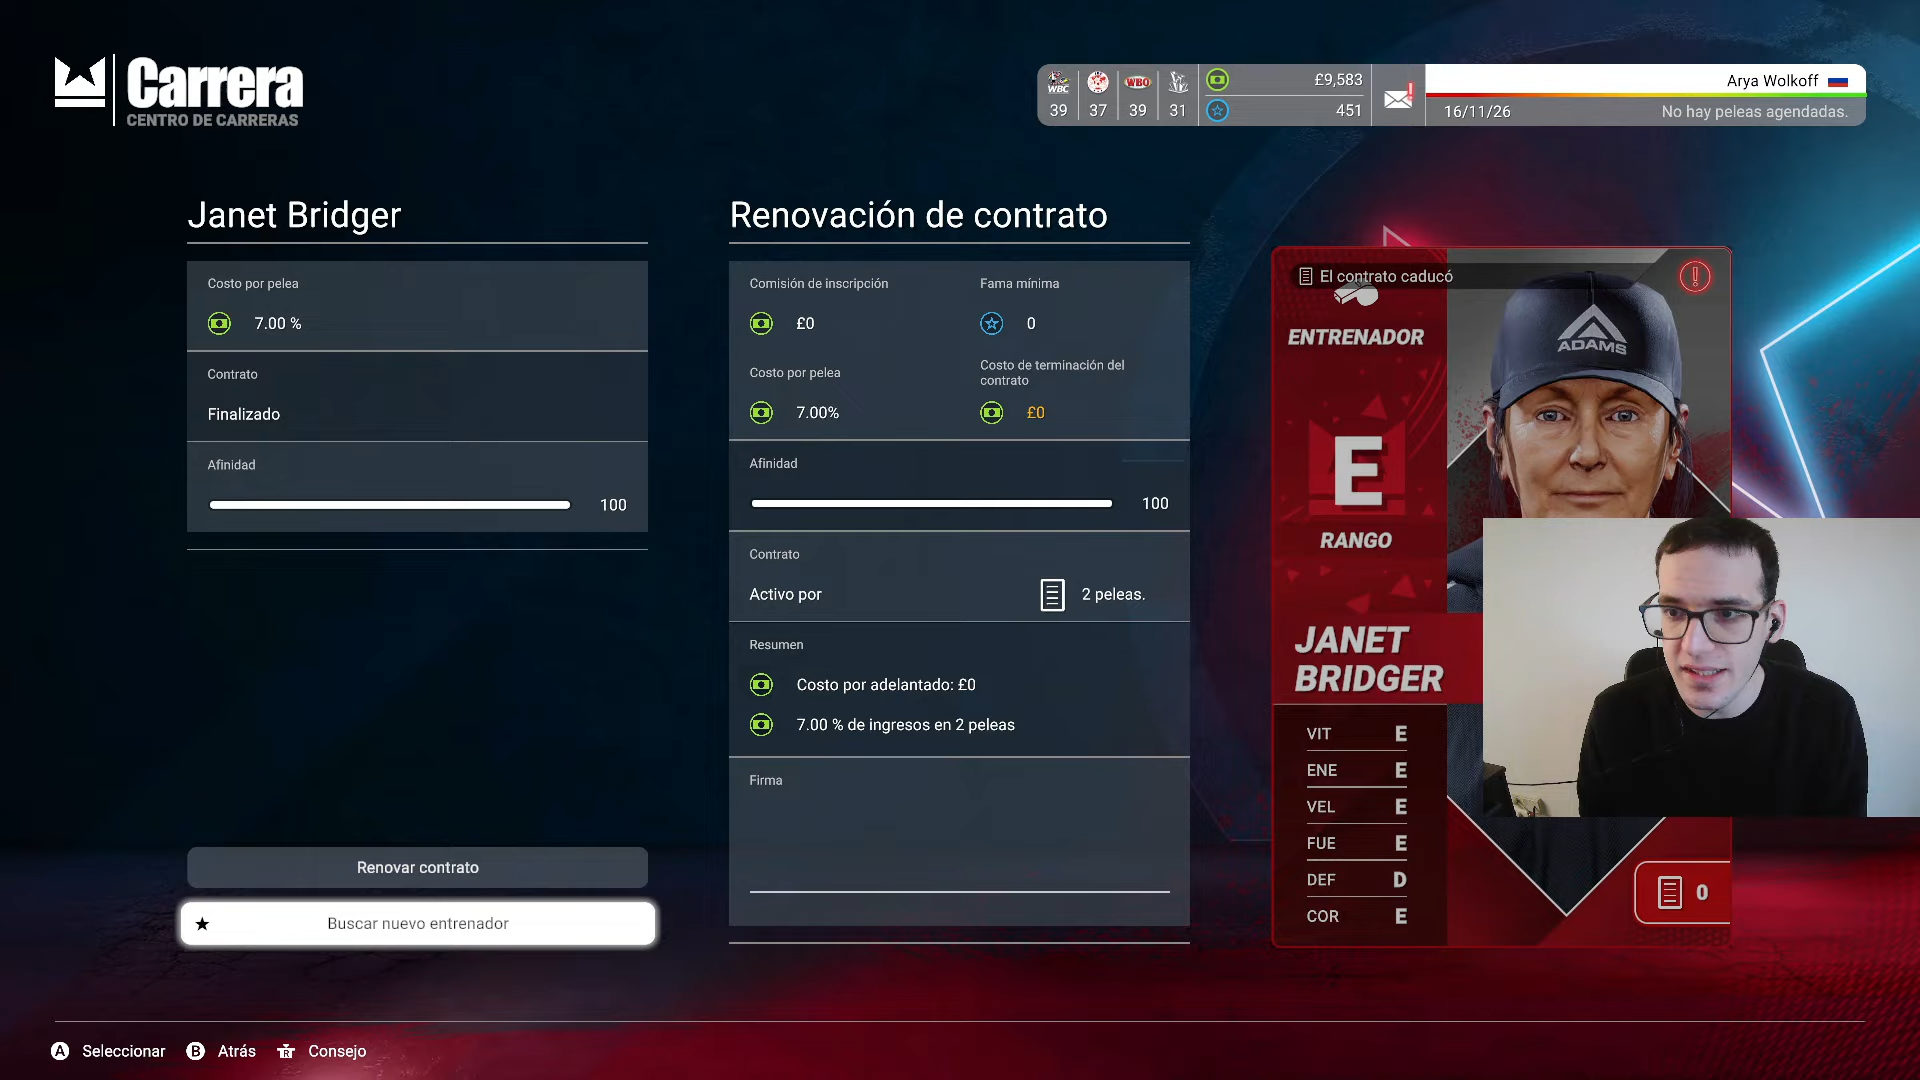 Carrera
CENTRO DE CARRERAS
WBC
WBO
39
37
39
31
£9,583
451
Arya Wolkoff
16/11/26
No hay peleas agendadas.
Janet Bridger
Costo por pelea
7.00 %
Contrato
Finalizado
Afinidad
100
Renovar contrato
Buscar nuevo entrenador
Renovación de contrato
Comisión de inscripción
£0
Fama mínima
0
Costo por pelea
7.00%
Costo de terminación del
contrato
£0
Afinidad
100
Contrato
Activo por
2 peleas.
Resumen
Costo por adelantado: £0
7.00 % de ingresos en 2 peleas
Firma
El contrato caducó
ENTRENADOR
ADAMS
E
RANGO
JANET
BRIDGER
VIT E
ENE E
VEL E
FUE E
DEF D
COR E
0
A Seleccionar
B Atrás
R Consejo